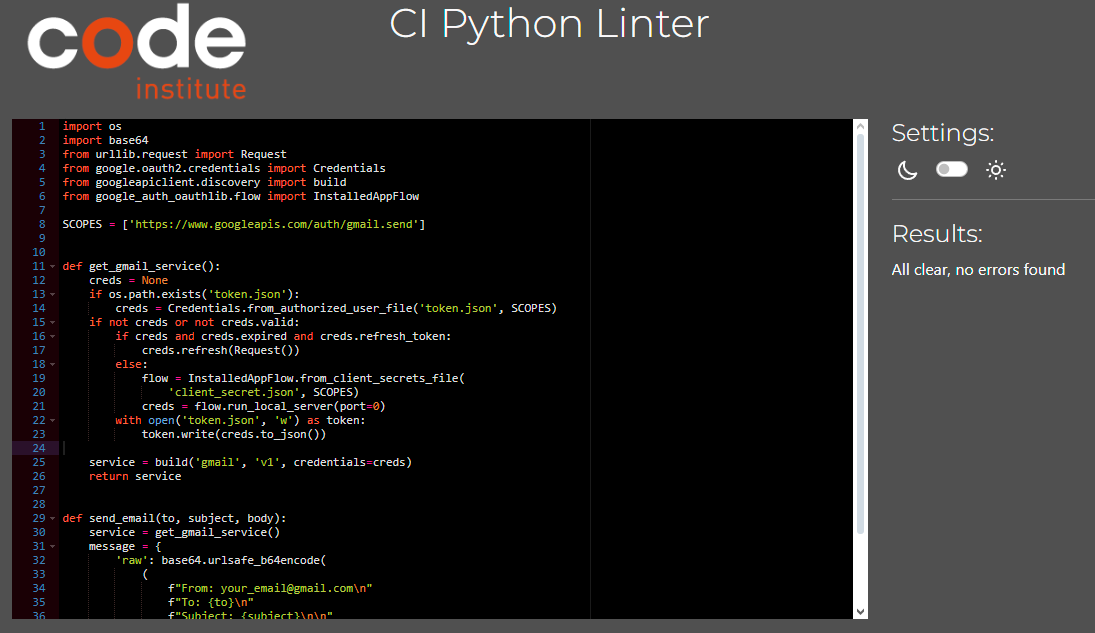 code
institute
CI Python Linter
1 import os
2 import base64
3 from urllib.request import Request
4 from google.oauth2.credentials import Credentials
5 from googleapiclient.discovery import build
6 from google_auth_oauthlib.flow import InstalledAppFlow
7
8 SCOPES = ['https://www.googleapis.com/auth/gmail.send']
9
10
11 def get_gmail_service():
12     creds = None
13     if os.path.exists('token.json'):
14         creds = Credentials.from_authorized_user_file('token.json', SCOPES)
15     if not creds or not creds.valid:
16         if creds and creds.expired and creds.refresh_token:
17             creds.refresh(Request())
18         else:
19             flow = InstalledAppFlow.from_client_secrets_file(
20                 'client_secret.json', SCOPES)
21             creds = flow.run_local_server(port=0)
22         with open('token.json', 'w') as token:
23             token.write(creds.to_json())
24
25     service = build('gmail', 'v1', credentials=creds)
26     return service
27
28
29 def send_email(to, subject, body):
30     service = get_gmail_service()
31     message = {
32         'raw': base64.urlsafe_b64encode(
33             (
34                 f"From: your_email@gmail.com\n"
35                 f"To: {to}\n"
36                 f"Subject: {subject}\n\n"
Settings:
Results:
All clear, no errors found